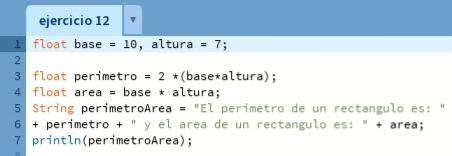 ejercicio 12
1 float base = 10, altura = 7;
2
3 float perimetro = 2 *(base*altura);
4 float area = base * altura;
5 String perimetroArea = "El perimetro de un rectangulo es: "
6 + perimetro + " y el area de un rectangulo es: " + area;
7 println(perimetroArea);